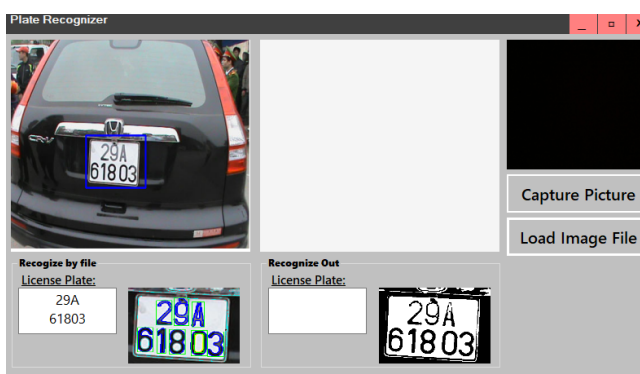 Plate Recognizer
CRV
29A
61803
Capture Picture
Load Image File
Recogize by file
License Plate:
29A
61803
29A
61803
Recognize Out
License Plate:
29A
61803